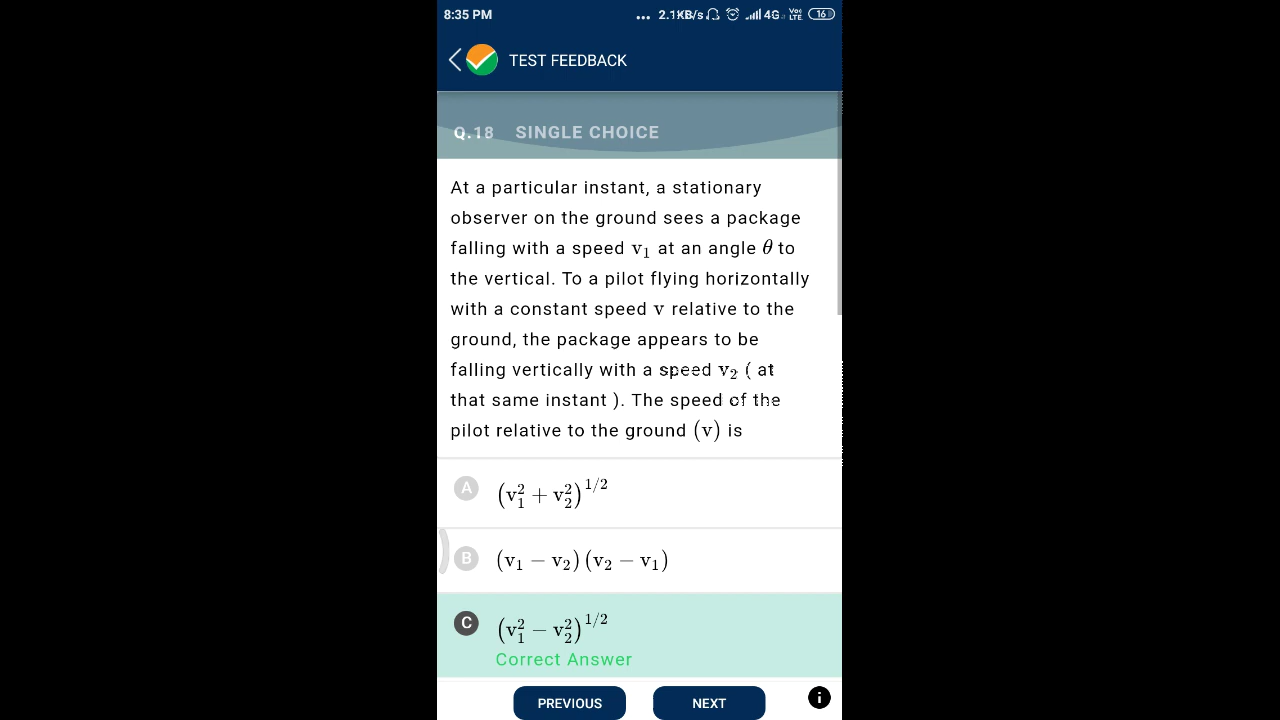 8:35 PM ... 2.1KB/s 4G Vo LTE 16
TEST FEEDBACK
Q.18 SINGLE CHOICE
At a particular instant, a stationary
observer on the ground sees a package
falling with a speed v₁ at an angle θ to
the vertical. To a pilot flying horizontally
with a constant speed v relative to the
ground, the package appears to be
falling vertically with a speed v₂ ( at
that same instant ). The speed of the
pilot relative to the ground (v) is
A (v₁² + v₂²)^1/2
B (v₁ − v₂) (v₂ − v₁)
C (v₁² − v₂²)^1/2
Correct Answer
PREVIOUS NEXT i